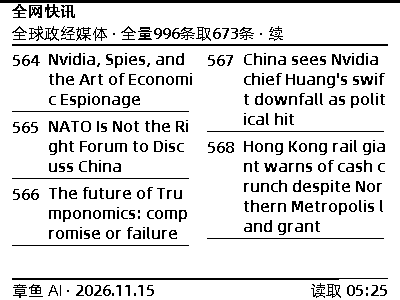 全网快讯
全球政经媒体 · 全量996条取673条 · 续
564 Nvidia, Spies, and
the Art of Economi
c Espionage
565 NATO Is Not the Ri
ght Forum to Disc
uss China
566 The future of Tru
mponomics: comp
romise or failure
567 China sees Nvidia
chief Huang's swif
t downfall as polit
ical hit
568 Hong Kong rail gia
nt warns of cash c
runch despite Nor
thern Metropolis l
and grant
章鱼 AI · 2026.11.15
读取 05:25